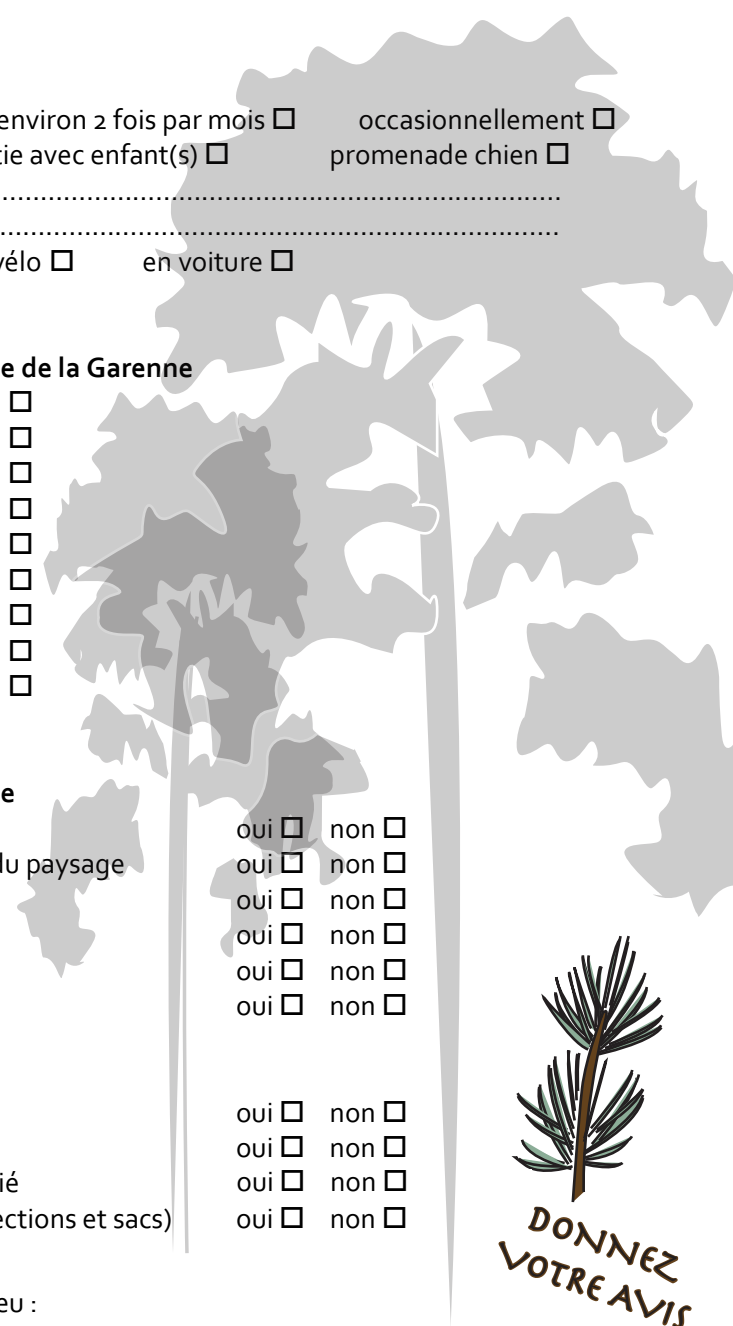 environ 2 fois par mois ☐ occasionnellement ☐
tie avec enfant(s) ☐ promenade chien ☐
................................................................................
................................................................................
vélo ☐ en voiture ☐
e de la Garenne
☐
☐
☐
☐
☐
☐
☐
☐
☐
e
oui ☐ non ☐
du paysage oui ☐ non ☐
oui ☐ non ☐
oui ☐ non ☐
oui ☐ non ☐
oui ☐ non ☐
oui ☐ non ☐
oui ☐ non ☐
ié oui ☐ non ☐
ections et sacs) oui ☐ non ☐
DONNEZ
VOTRE AVIS
eu :